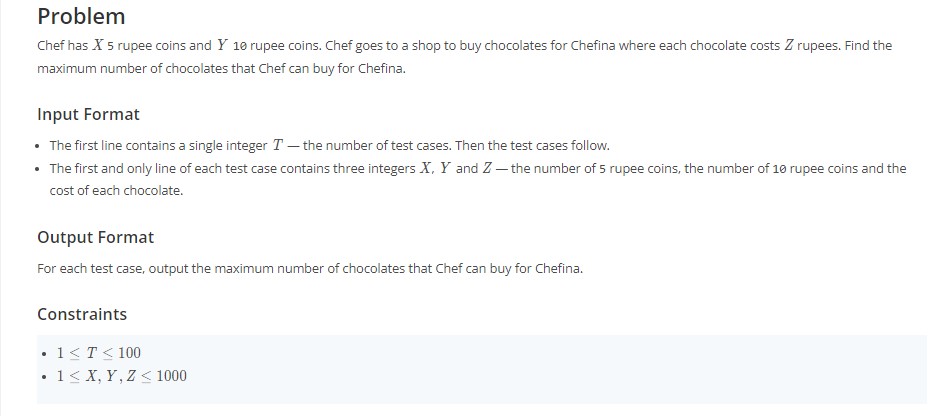 Problem
Chef has X 5 rupee coins and Y 10 rupee coins. Chef goes to a shop to buy chocolates for Chefina where each chocolate costs Z rupees. Find the
maximum number of chocolates that Chef can buy for Chefina.
Input Format
• The first line contains a single integer T — the number of test cases. Then the test cases follow.
• The first and only line of each test case contains three integers X, Y and Z — the number of 5 rupee coins, the number of 10 rupee coins and the
cost of each chocolate.
Output Format
For each test case, output the maximum number of chocolates that Chef can buy for Chefina.
Constraints
• 1 ≤ T ≤ 100
• 1 ≤ X, Y, Z ≤ 1000